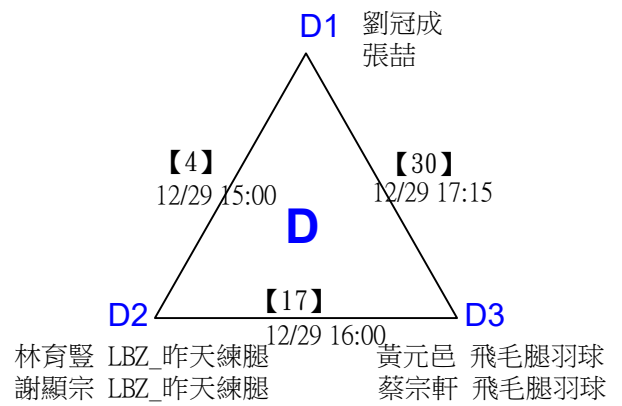 D1 劉冠成
張喆
【4】
12/29 15:00
【30】
12/29 17:15
D
【17】
12/29 16:00
D2
D3
林育豎 LBZ_昨天練腿
謝顯宗 LBZ_昨天練腿
黃元邑 飛毛腿羽球
蔡宗軒 飛毛腿羽球